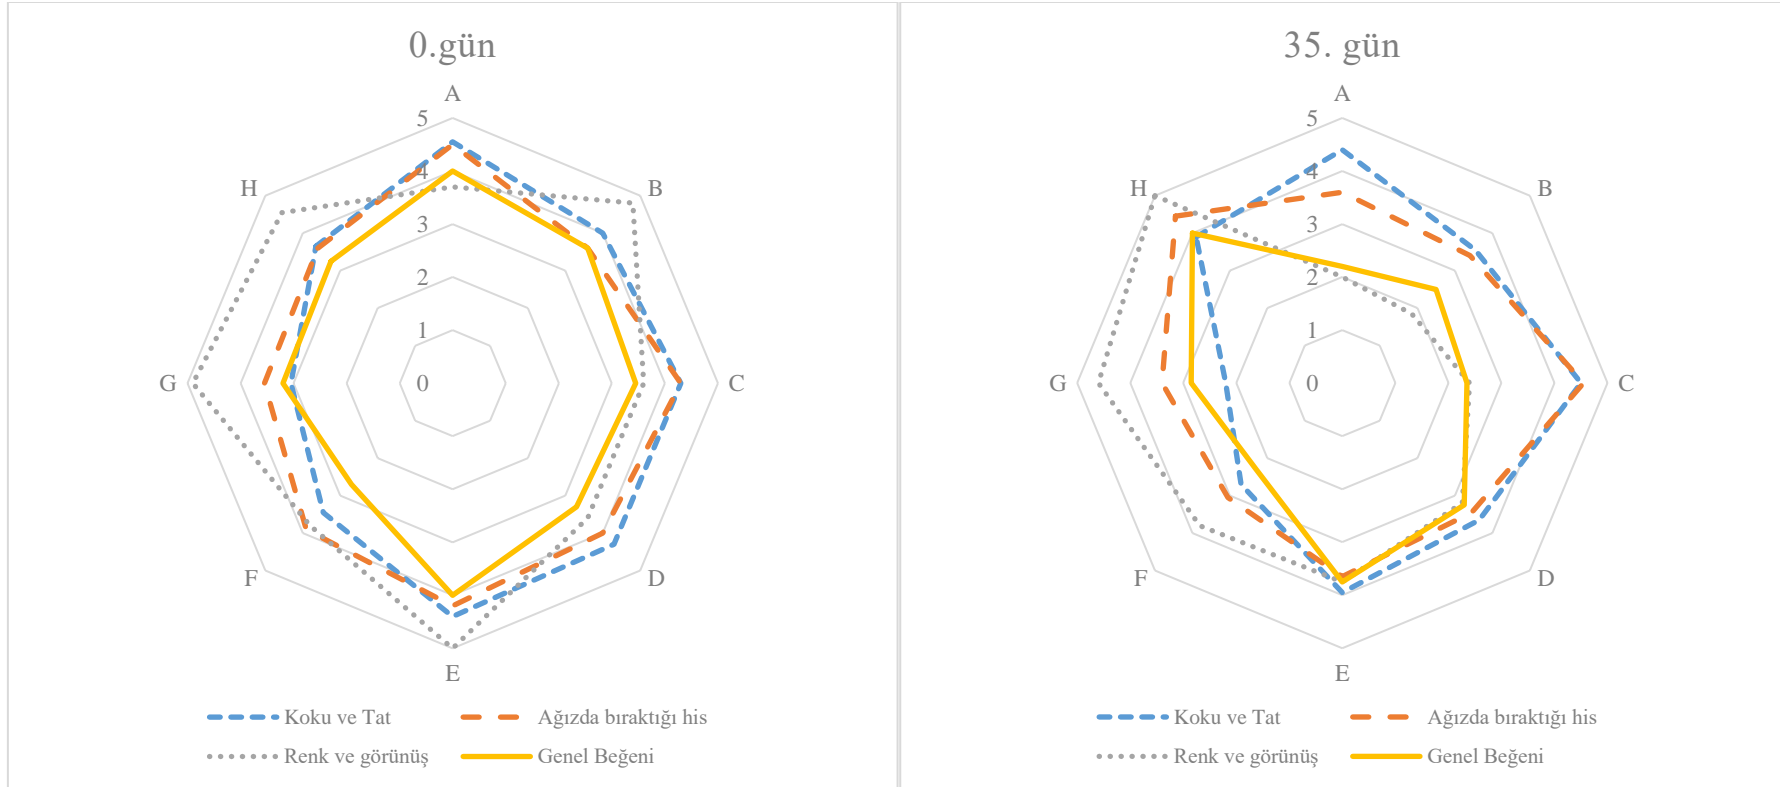 0.gün
A
B
C
D
E
F
G
H
5
4
3
2
1
0
Koku ve Tat
Ağızda bıraktığı his
Renk ve görünüş
Genel Beğeni
35. gün
A
B
C
D
E
F
G
H
5
4
3
2
1
0
Koku ve Tat
Ağızda bıraktığı his
Renk ve görünüş
Genel Beğeni